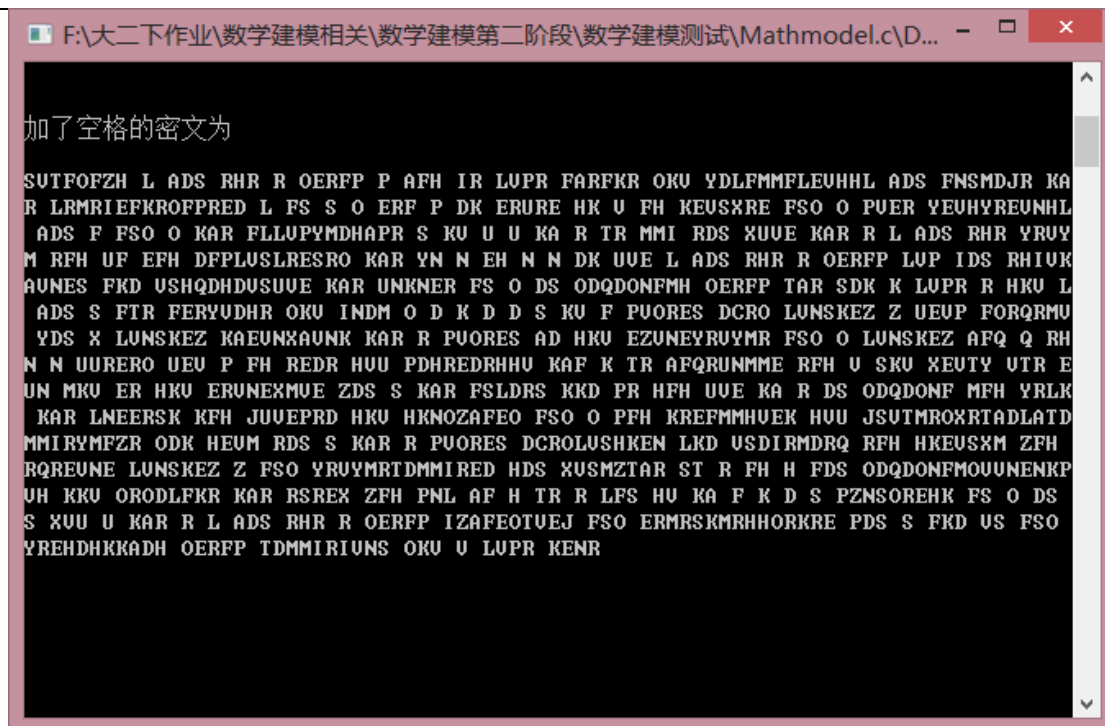 F:\大二下作业\数学建模相关\数学建模第二阶段\数学建模测试\Mathmodel.c\D...
加了空格的密文为
SVTFOFZH L ADS RHR R OERFP P AFH IR LVPR FARFKR OKV YDLFMMFLEVHHL ADS FNSMDJR KA
R LRMRIEFKROFPRED L FS S O ERF P DK ERURE HK V FH KEVSXRE FSO O PVER YEVHYREVNHL
ADS F FSO O KAR FLLVPYMDHAPR S KV U U KA R TR MMI RDS XUVE KAR R L ADS RHR YRVY
M RFH UF EFH DFPLVSLRESRO KAR YN N EH N N DK UVE L ADS RHR R OERFP LVP IDS RHIVK
AVNES FKD VSHQDHDVSUVE KAR UNKNER FS O DS ODQDONFMH OERFP TAR SDK K LVPR R HKV L
ADS S FTR FERYVDHR OKV INDM O D K D D S KV F PVORES DCRO LVNSKEZ Z UEVP FORQRMV
YDS X LVNSKEZ KAEVNXAVNK KAR R PVORES AD HKV EZVNEYRVYMR FSO O LVNSKEZ AFQ Q RH
N N UURERO UEV P FH REDR HVU PDHREDRHHV KAF K TR AFQRUNMME RFH V SKV XEVTY VTR E
UN MKV ER HKV ERVNEXMVE ZDS S KAR FSLDRS KKD PR HFH UVE KA R DS ODQDONF MFH YRLK
KAR LNEERSK KFH JUVEPRD HKV HKNOZAFEO FSO O PFH KREFMMHVEK HVU JSVTMROXRTADLATD
MMIRYMFZR ODK HEVM RDS S KAR R PVORES DCROLVSHKEN LKD VSDIRMDRQ RFH HKEVSXM ZFH
RQREVNE LVNSKEZ Z FSO YRVYMRTDMMIRED HDS XVSMZTAR ST R FH H FDS ODQDONFMOVVNENKP
VH KKV ORODLFKR KAR RSREX ZFH PNL AF H TR R LFS HV KA F K D S PZNSOREHK FS O DS
S XVU U KAR R L ADS RHR R OERFP IZAFEOTVEJ FSO ERMRSKMRHHORKRE PDS S FKD VS FSO
YREHDHKKADH OERFP TDMMIRIVNS OKV V LVPR KENR